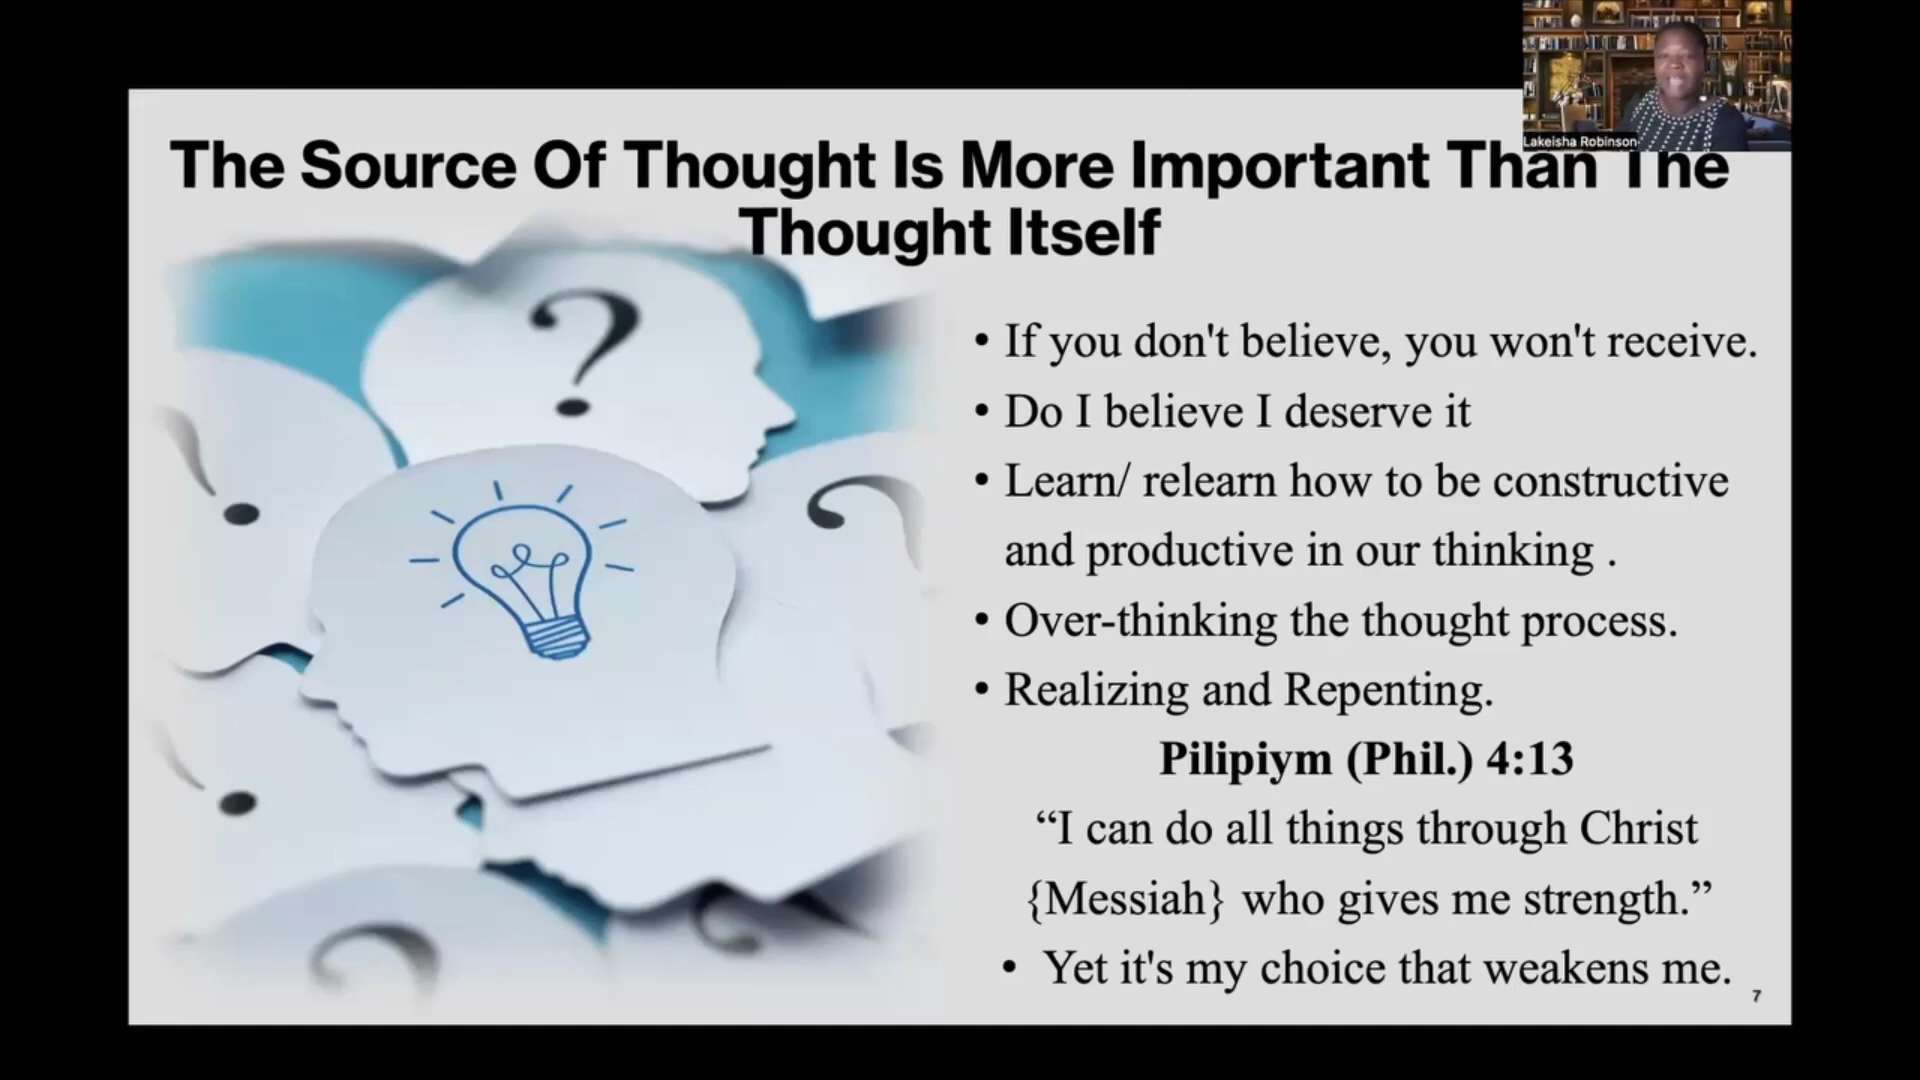 Lakeisha Robinson
The Source Of Thought Is More Important Than The
Thought Itself
• If you don't believe, you won't receive.
• Do I believe I deserve it
• Learn/ relearn how to be constructive
and productive in our thinking .
• Over-thinking the thought process.
• Realizing and Repenting.
Pilipiym (Phil.) 4:13
“I can do all things through Christ
{Messiah} who gives me strength.”
• Yet it's my choice that weakens me.
7